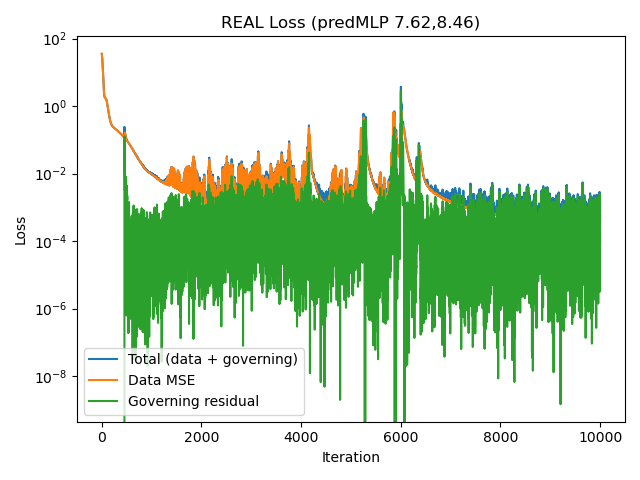 REAL Loss (predMLP 7.62,8.46)
Loss
10²
10⁰
10⁻²
10⁻⁴
10⁻⁶
10⁻⁸
Total (data + governing)
Data MSE
Governing residual
0 2000 4000 6000 8000 10000
Iteration